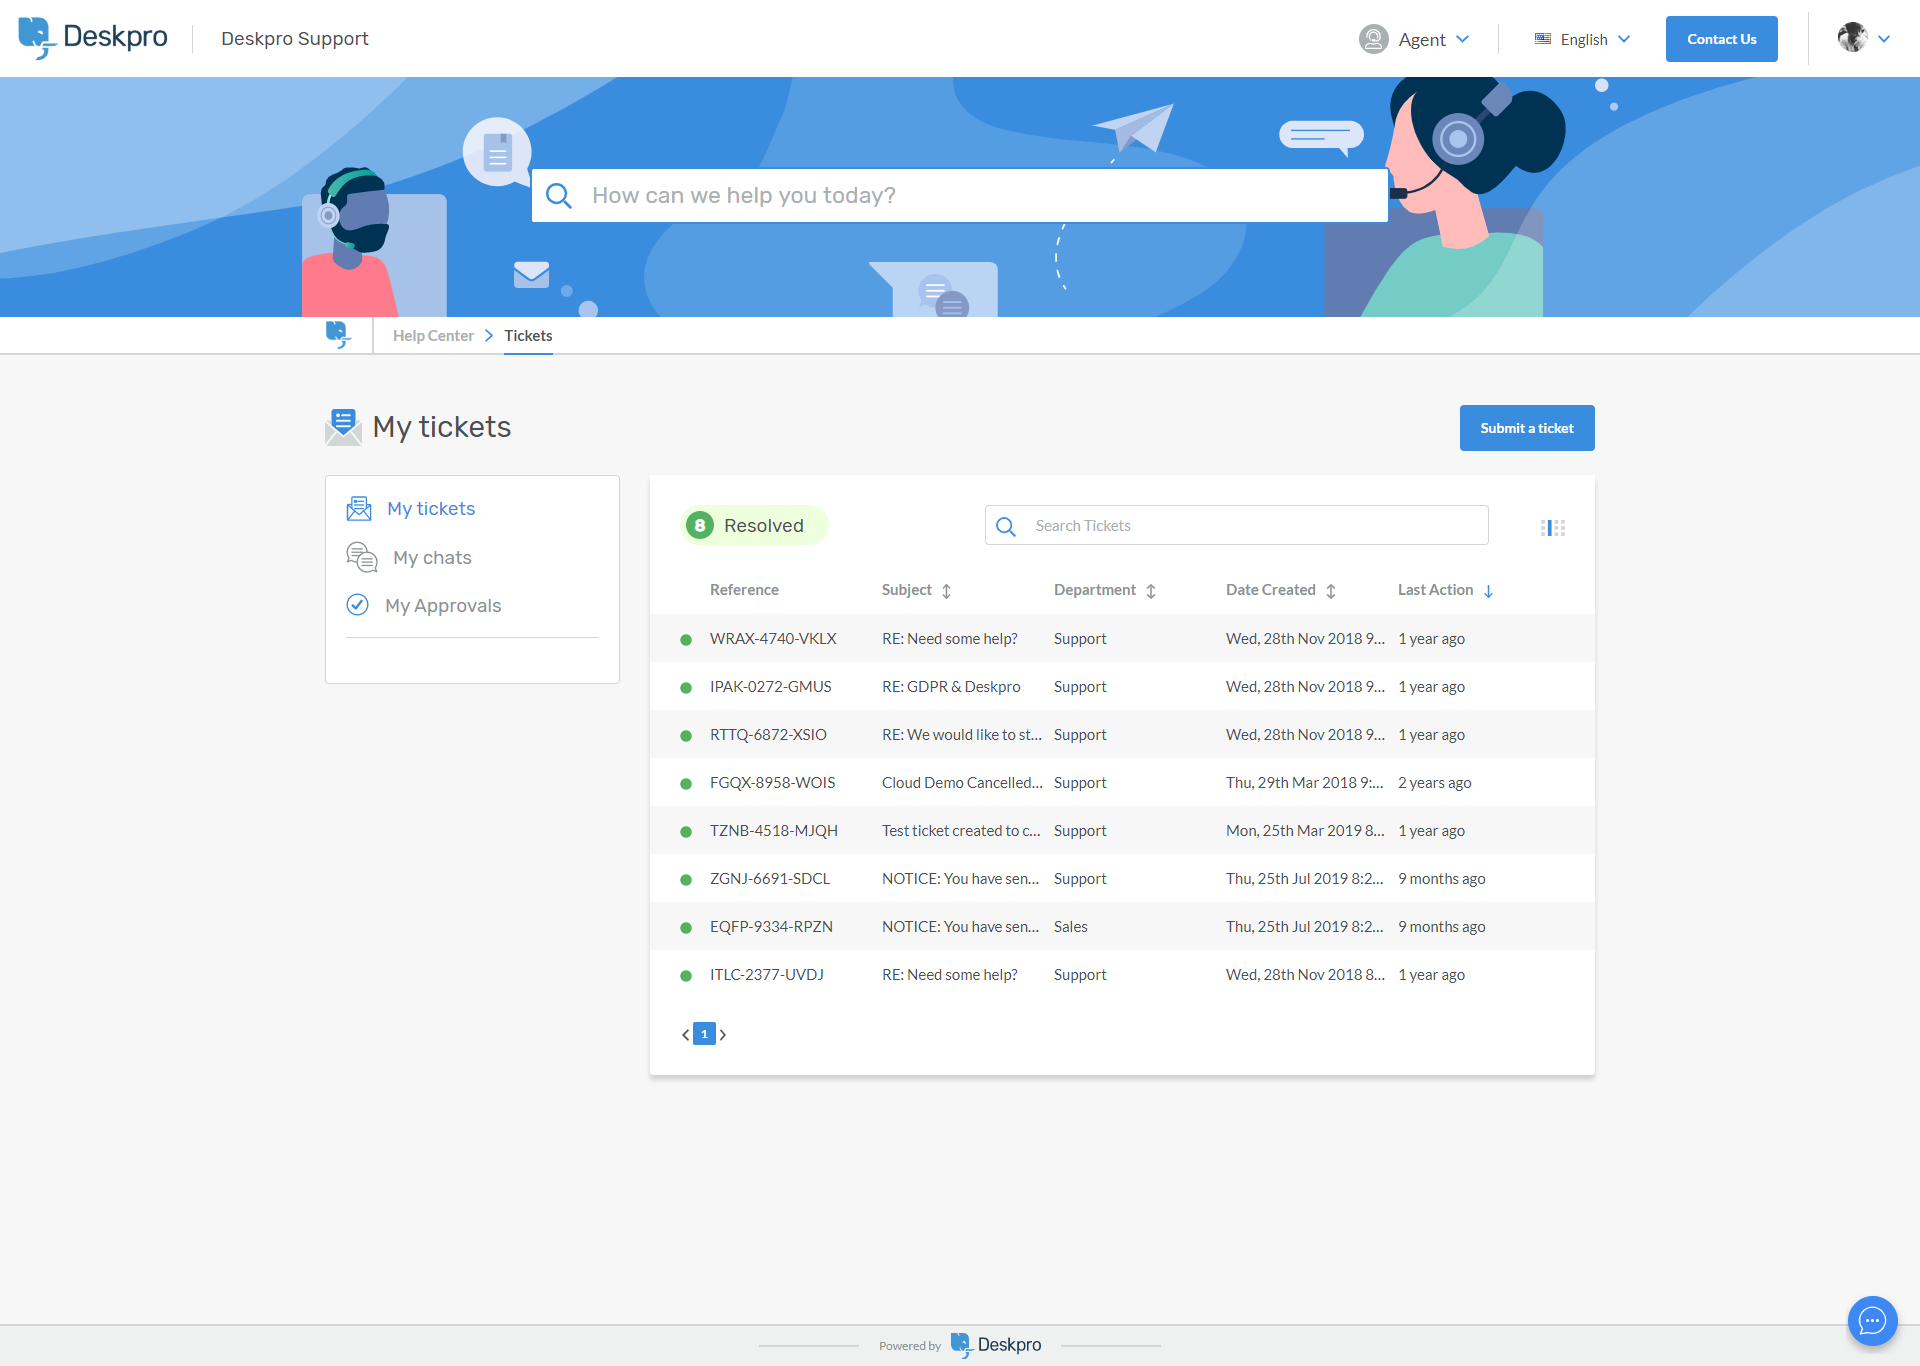 Deskpro
Deskpro Support
Agent
English
Contact Us
How can we help you today?
Help Center
Tickets
My tickets
Submit a ticket
My tickets
My chats
My Approvals
8 Resolved
Search Tickets
Reference Subject Department Date Created Last Action
WRAX-4740-VKLX RE: Need some help? Support Wed, 28th Nov 2018 9... 1 year ago
IPAK-0272-GMUS RE: GDPR & Deskpro Support Wed, 28th Nov 2018 9... 1 year ago
RTTQ-6872-XSIO RE: We would like to st... Support Wed, 28th Nov 2018 9... 1 year ago
FGQX-8958-WOIS Cloud Demo Cancelled... Support Thu, 29th Mar 2018 9:... 2 years ago
TZNB-4518-MJQH Test ticket created to c... Support Mon, 25th Mar 2019 8... 1 year ago
ZGNJ-6691-SDCL NOTICE: You have sen... Support Thu, 25th Jul 2019 8:2... 9 months ago
EQFP-9334-RPZN NOTICE: You have sen... Sales Thu, 25th Jul 2019 8:2... 9 months ago
ITLC-2377-UVDJ RE: Need some help? Support Wed, 28th Nov 2018 8... 1 year ago
1
Powered by Deskpro